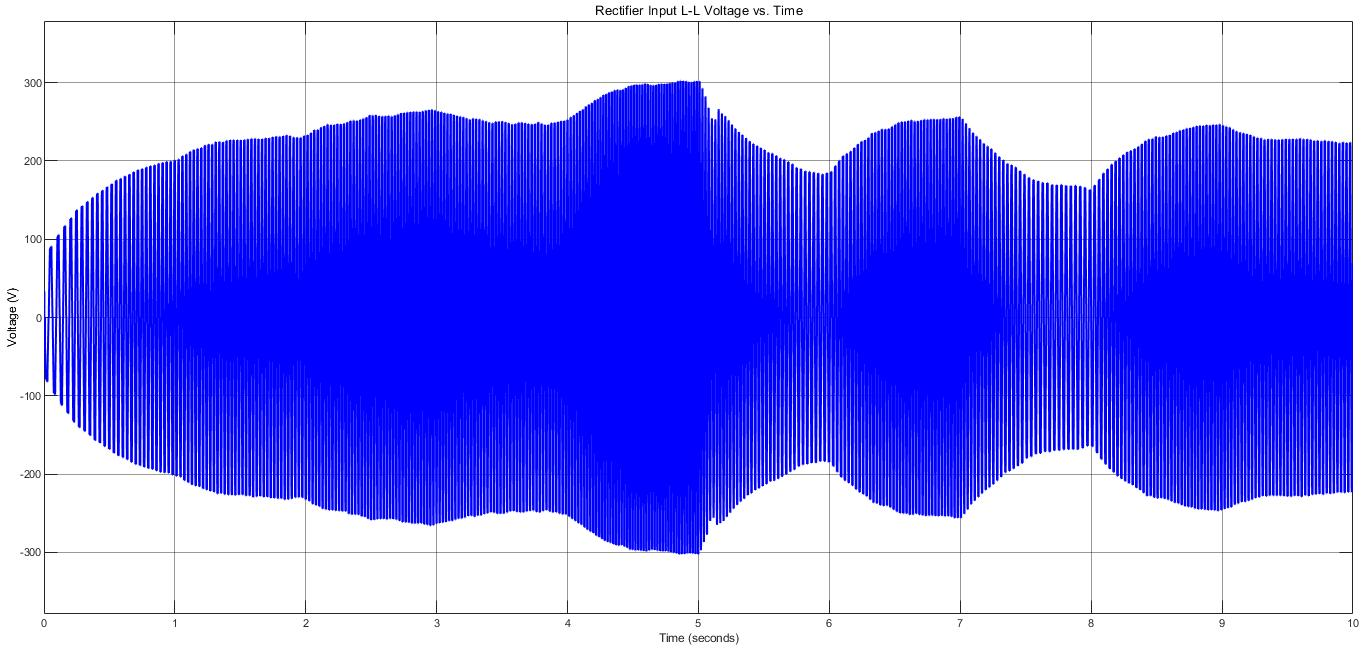 Rectifier Input L-L Voltage vs. Time
300
200
100
0
-100
-200
-300
Voltage (V)
0 1 2 3 4 5 6 7 8 9 10
Time (seconds)